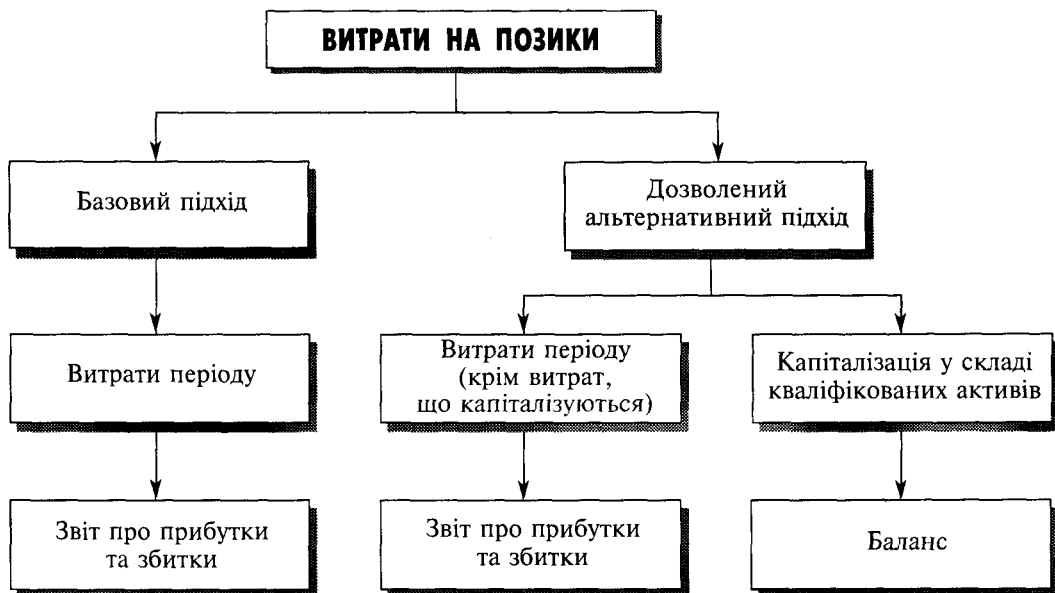 ВИТРАТИ НА ПОЗИКИ
Базовий підхід
Дозволений
альтернативний підхід
Витрати періоду
Витрати періоду
(крім витрат,
що капіталізуються)
Капіталізація у складі
кваліфікованих активів
Звіт про прибутки
та збитки
Звіт про прибутки
та збитки
Баланс